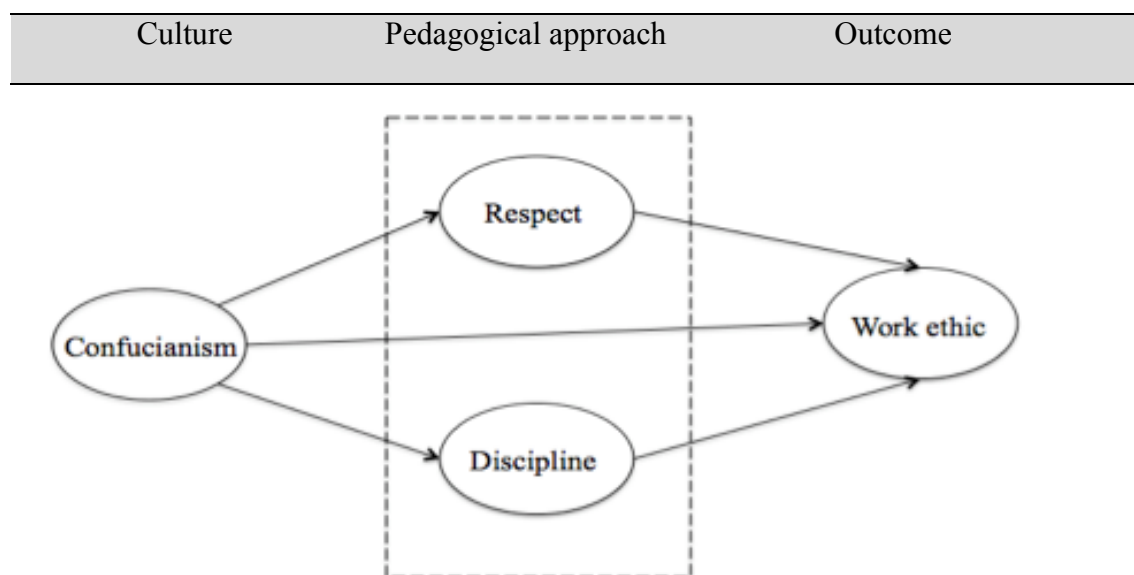 Culture Pedagogical approach Outcome
Respect
Work ethic
Confucianism
Discipline